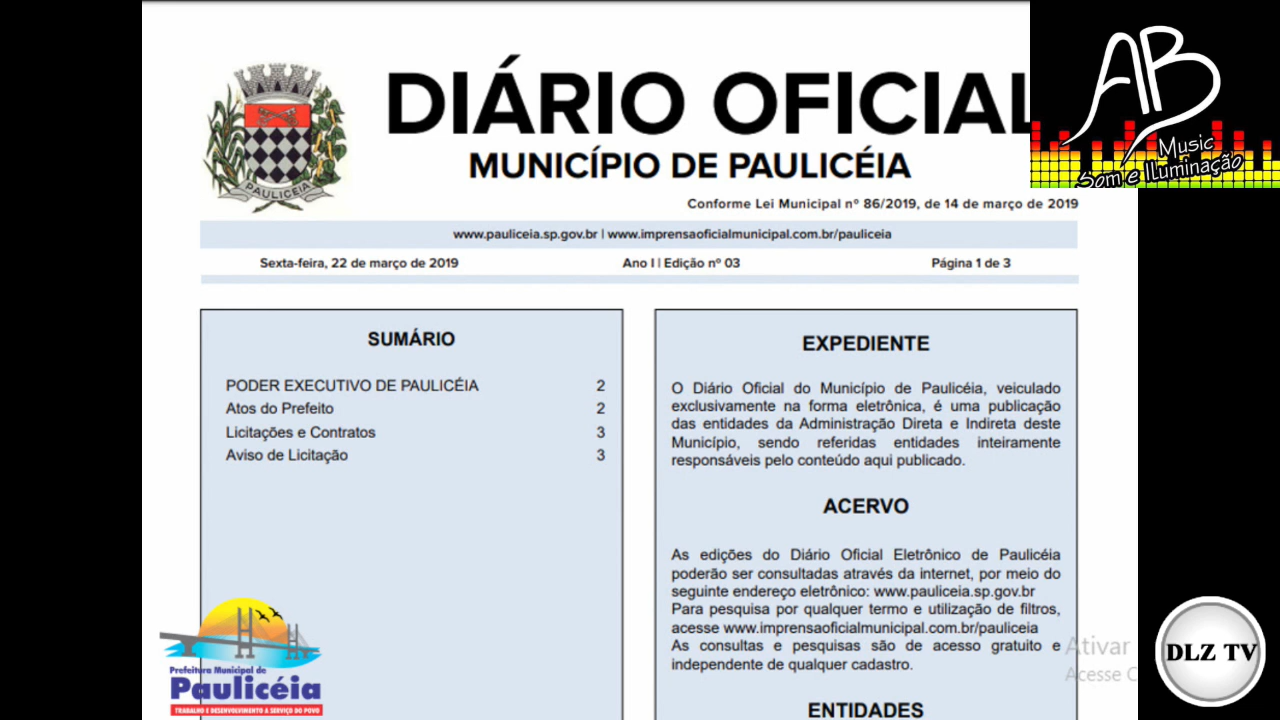 DIÁRIO OFICIAL
MUNICÍPIO DE PAULICÉIA
PAULICEIA
Conforme Lei Municipal nº 86/2019, de 14 de março de 2019
www.pauliceia.sp.gov.br | www.imprensaoficialmunicipal.com.br/pauliceia
Sexta-feira, 22 de março de 2019 Ano I | Edição nº 03 Página 1 de 3
SUMÁRIO
PODER EXECUTIVO DE PAULICÉIA 2
Atos do Prefeito 2
Licitações e Contratos 3
Aviso de Licitação 3
EXPEDIENTE
O Diário Oficial do Município de Paulicéia, veiculado
exclusivamente na forma eletrônica, é uma publicação
das entidades da Administração Direta e Indireta deste
Município, sendo referidas entidades inteiramente
responsáveis pelo conteúdo aqui publicado.
ACERVO
As edições do Diário Oficial Eletrônico de Paulicéia
poderão ser consultadas através da internet, por meio do
seguinte endereço eletrônico: www.pauliceia.sp.gov.br
Para pesquisa por qualquer termo e utilização de filtros,
acesse www.imprensaoficialmunicipal.com.br/pauliceia
As consultas e pesquisas são de acesso gratuito e
independente de qualquer cadastro.
ENTIDADES
AB
Music
Som e Iluminação
Prefeitura Municipal de
Paulicéia
TRABALHO E DESENVOLVIMENTO A SERVIÇO DO POVO
Ativar
Acesse C
DLZ TV